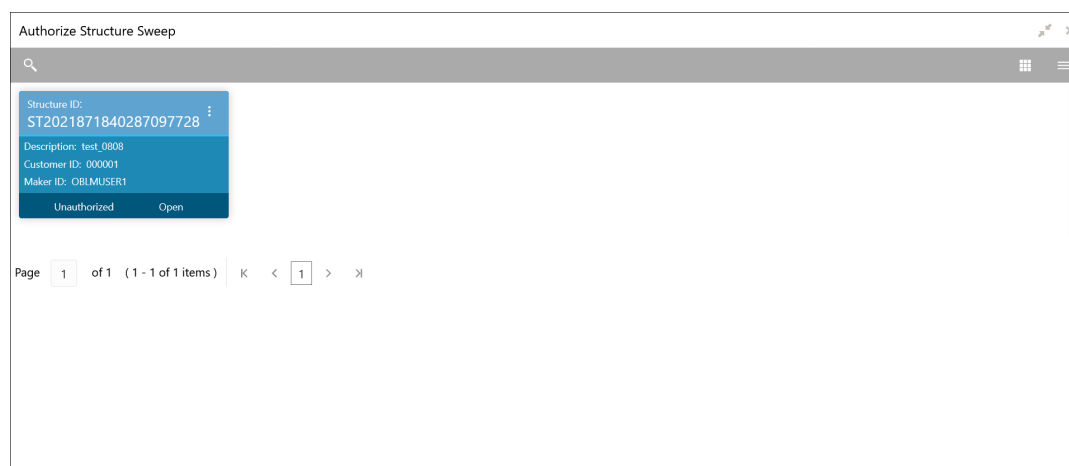 Authorize Structure Sweep
Structure ID:
ST2021871840287097728
Description: test_0808
Customer ID: 000001
Maker ID: OBLMUSER1
Unauthorized Open
Page 1 of 1 ( 1 - 1 of 1 items ) 1